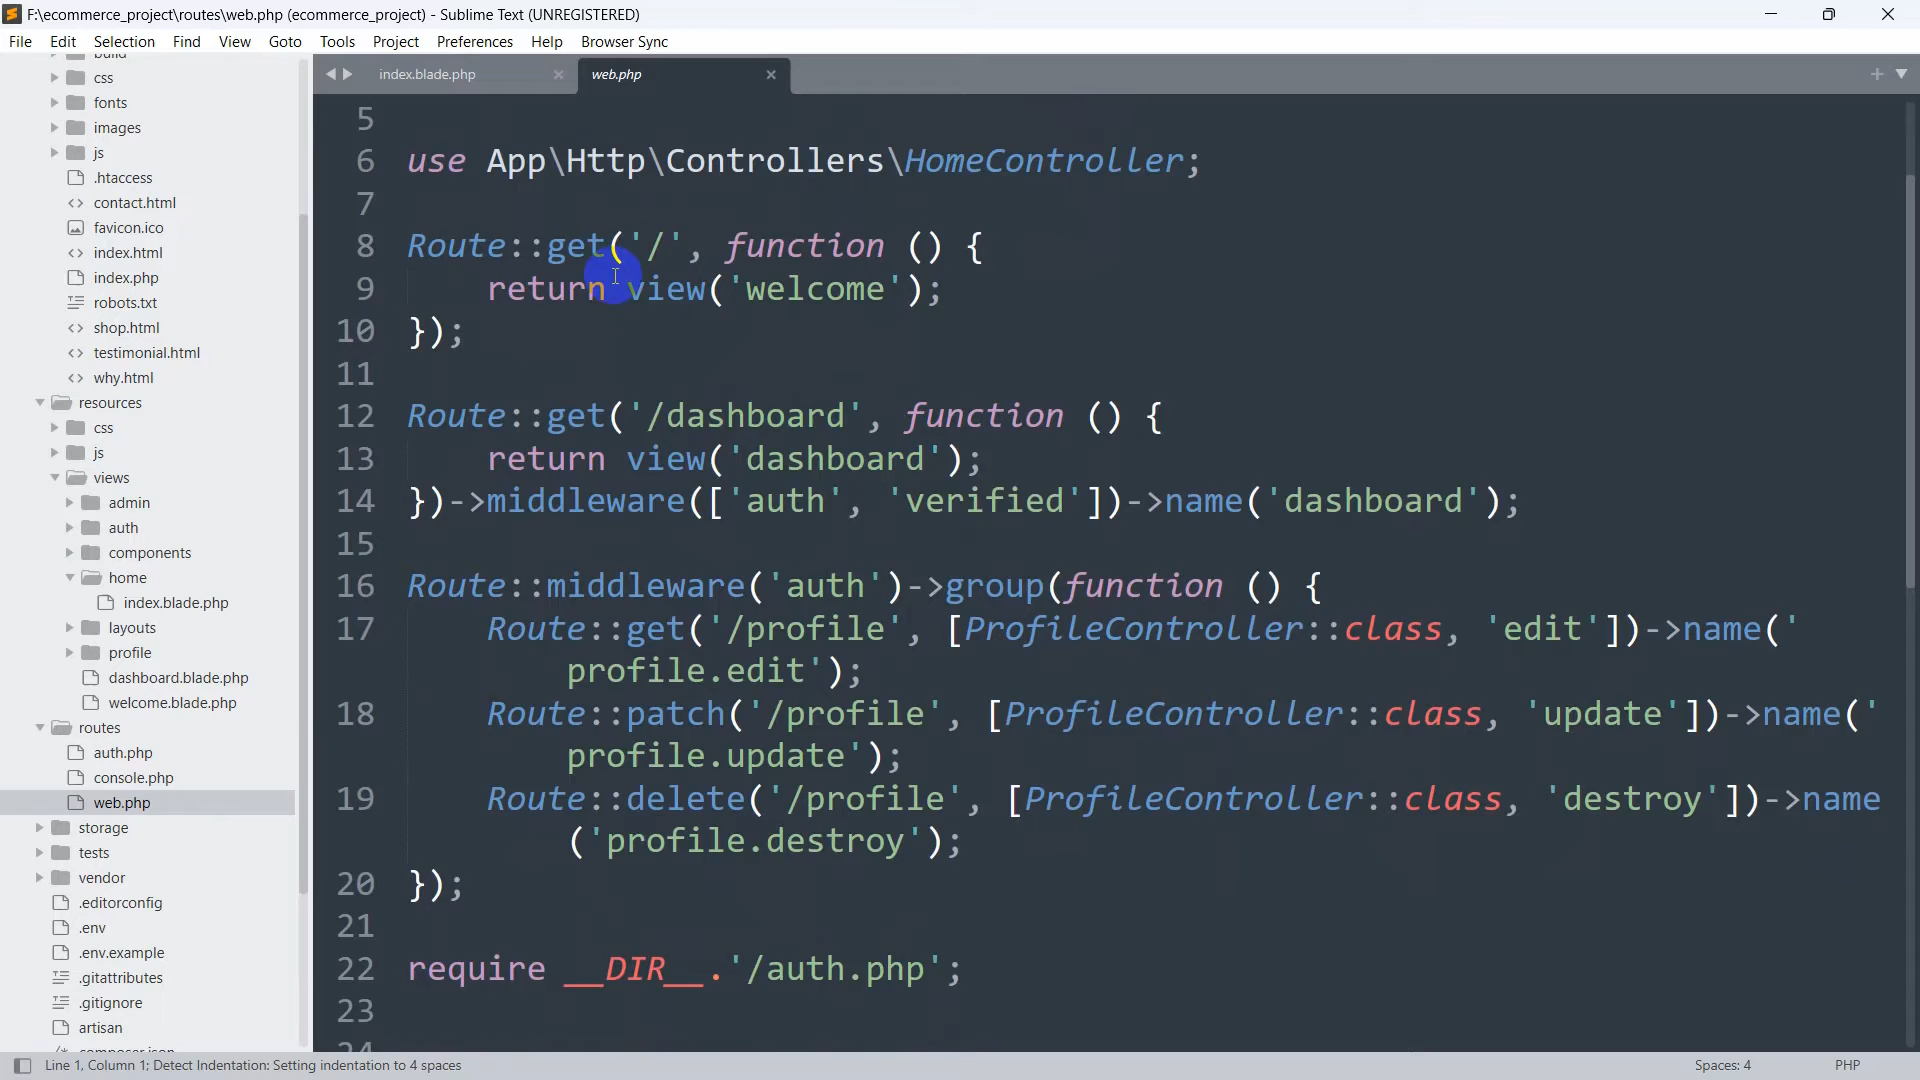 F:\ecommerce_project\routes\web.php (ecommerce_project) - Sublime Text (UNREGISTERED)
File Edit Selection Find View Goto Tools Project Preferences Help Browser Sync
build
css
fonts
images
js
.htaccess
contact.html
favicon.ico
index.html
index.php
robots.txt
shop.html
testimonial.html
why.html
resources
css
js
views
admin
auth
components
home
index.blade.php
layouts
profile
dashboard.blade.php
welcome.blade.php
routes
auth.php
console.php
web.php
storage
tests
vendor
.editorconfig
.env
.env.example
.gitattributes
.gitignore
artisan
composer.json
index.blade.php
web.php
5
6 use App\Http\Controllers\HomeController;
7
8 Route::get('/', function () {
9     return view('welcome');
10 });
11
12 Route::get('/dashboard', function () {
13     return view('dashboard');
14 })->middleware(['auth', 'verified'])->name('dashboard');
15
16 Route::middleware('auth')->group(function () {
17     Route::get('/profile', [ProfileController::class, 'edit'])->name('
profile.edit');
18     Route::patch('/profile', [ProfileController::class, 'update'])->name('
profile.update');
19     Route::delete('/profile', [ProfileController::class, 'destroy'])->name
('profile.destroy');
20 });
21
22 require __DIR__.'/auth.php';
23
24
Line 1, Column 1; Detect Indentation: Setting indentation to 4 spaces
Spaces: 4
PHP